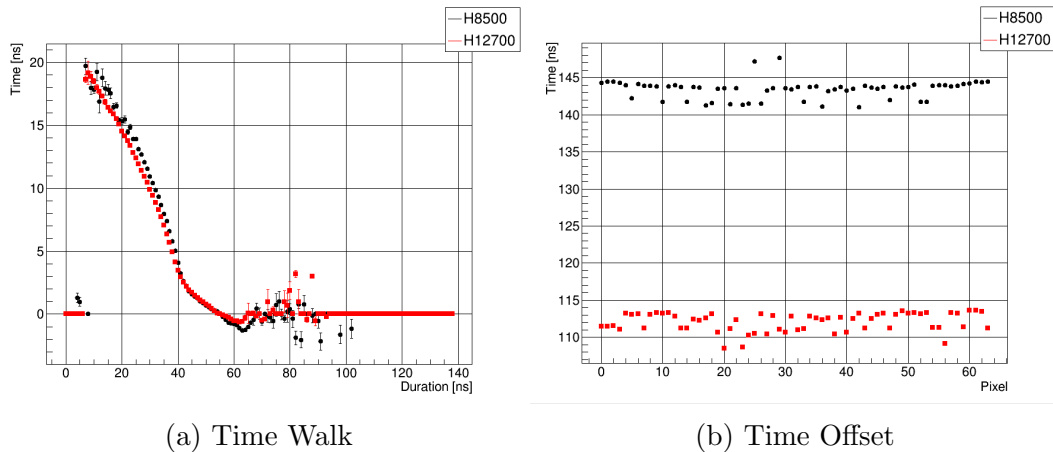 H8500
H12700
Time [ns]
20
15
10
5
0
0 20 40 60 80 100 120 140
Duration [ns]
(a) Time Walk
H8500
H12700
Time [ns]
145
140
135
130
125
120
115
110
0 10 20 30 40 50 60
Pixel
(b) Time Offset